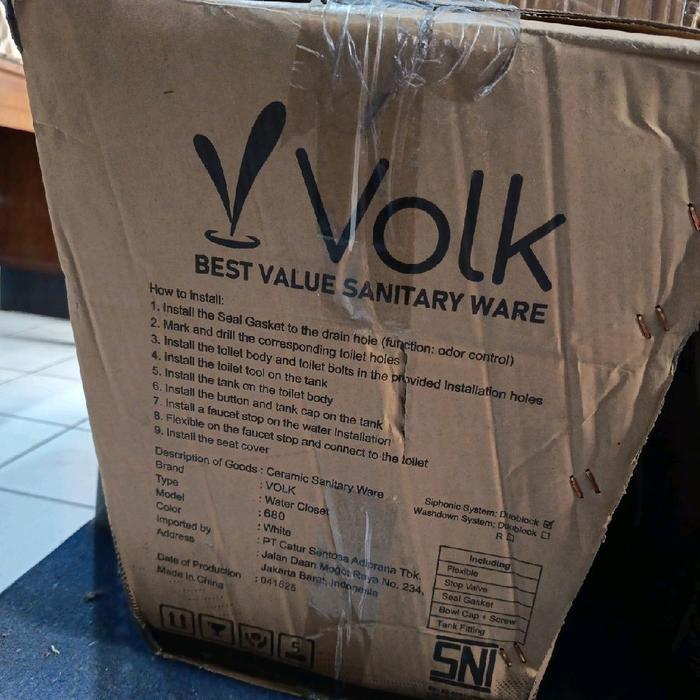 Volk
BEST VALUE SANITARY WARE
How to Install:
1. Install the Seal Gasket to the drain hole (function: odor control)
2. Mark and drill the corresponding toilet holes
3. Install the toilet body and toilet bolts in the provided installation holes
4. Install the toilet tool on the tank
5. Install the tank on the toilet body
6. Install the button and tank cap on the tank
7. Install a faucet stop on the water installation
8. Flexible on the faucet stop and connect to the toilet
9. Install the seat cover
Description of Goods : Ceramic Sanitary Ware
Brand : VOLK
Type : Water Closet
Model : 680
Color : White
Imported by : PT Catur Sentosa Adiprana Tbk.
Address : Jalan Daan Mogot Raya No. 234,
Jakarta Barat, Indonesia
Date of Production : 041625
Made in China
Siphonic System; Duoblock ☑
Washdown System; Duoblock ☐
R ☐
Including
Flexible
Stop Valve
Seal Gasket
Bowl Cap + Screw
Tank Fitting
SNI